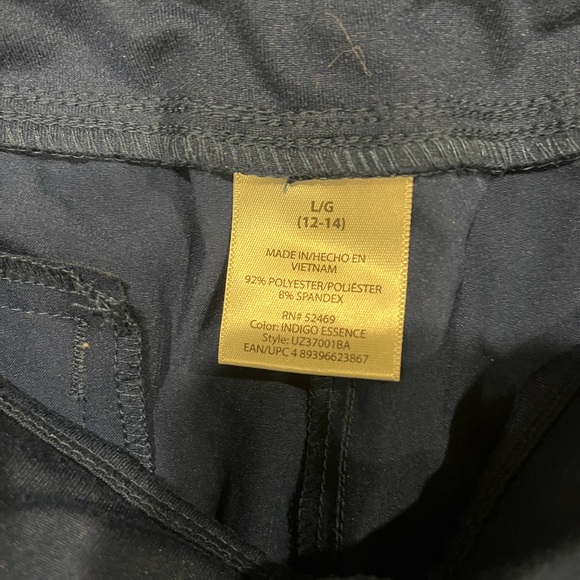 L/G
(12-14)
MADE IN/HECHO EN
VIETNAM
92% POLYESTER/POLIÉSTER
8% SPANDEX
RN# 52469
Color: INDIGO ESSENCE
Style: UZ37001BA
EAN/UPC 4 89396623867